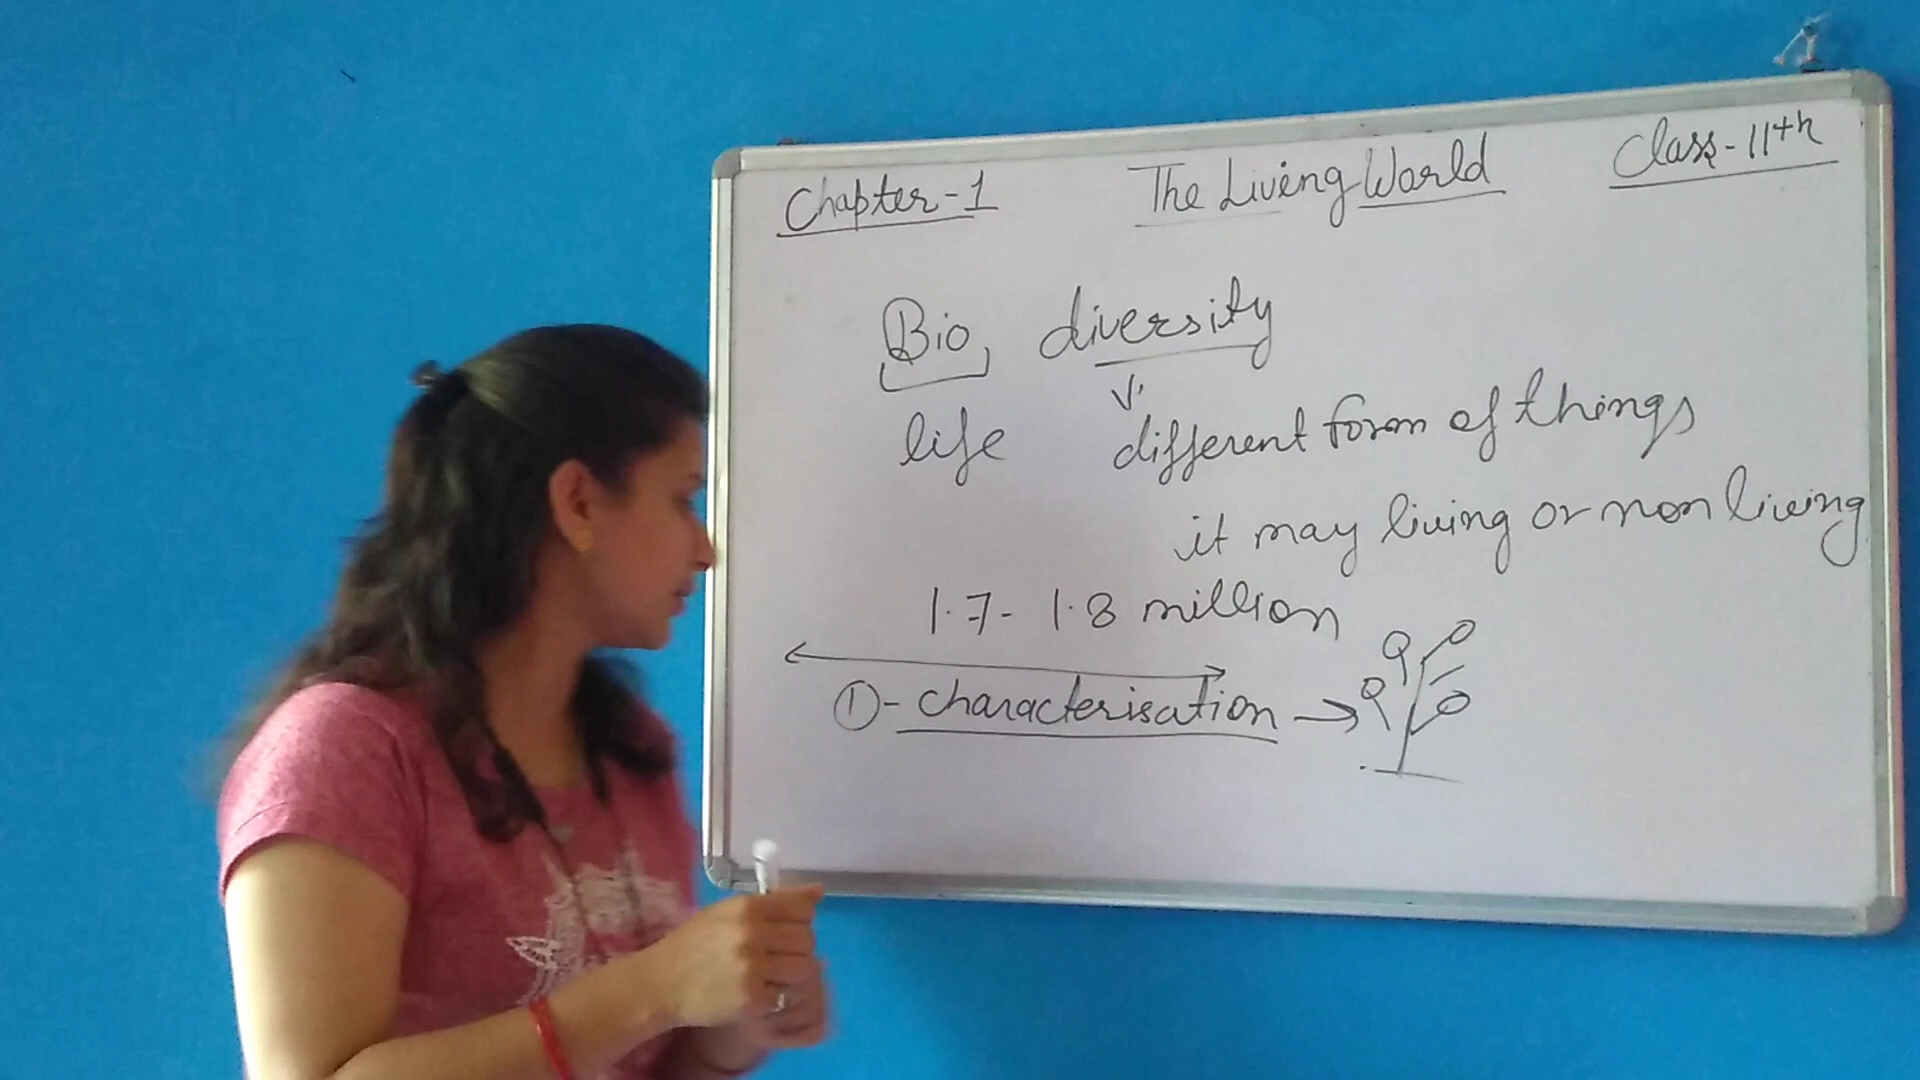 Chapter-1 The Living World Class-11th
Bio diversity
life different form of things
it may living or non living
1.7- 1.8 million
①- characterisation →